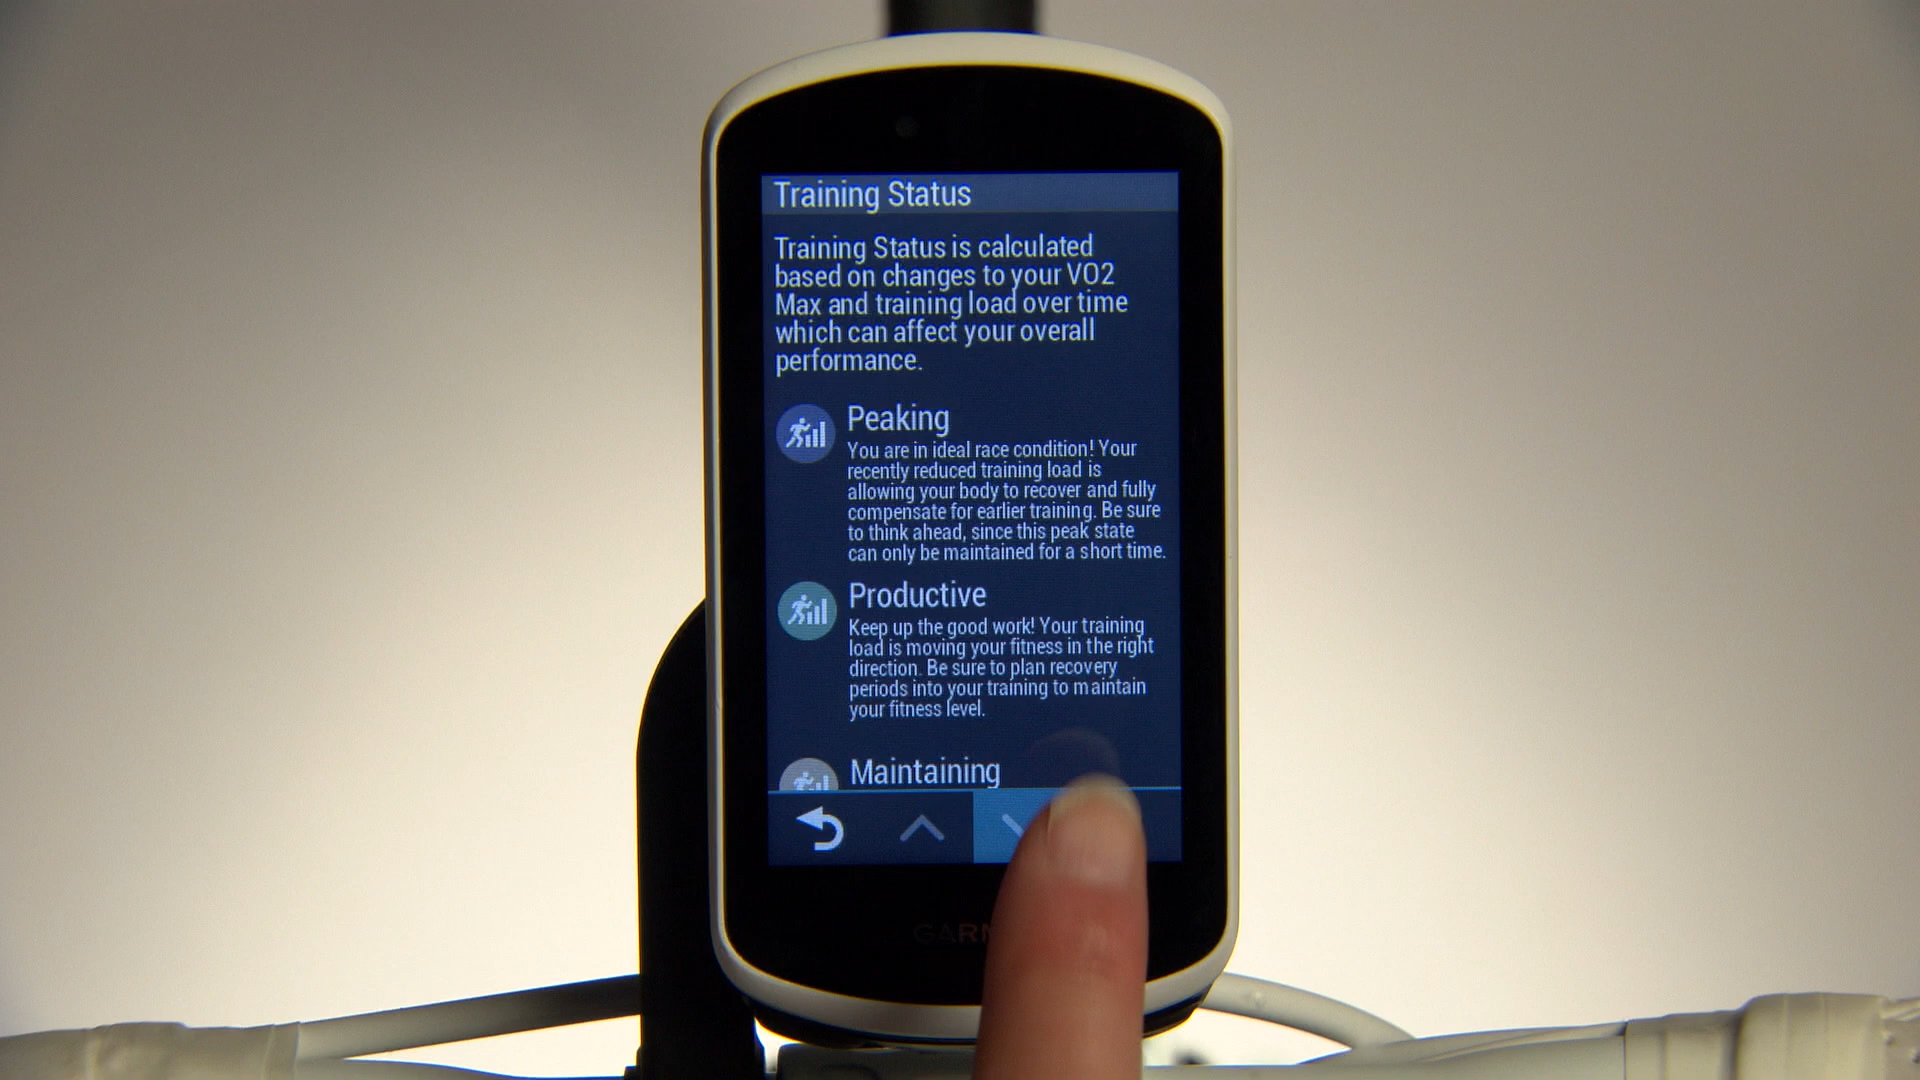 Training Status
Training Status is calculated
based on changes to your VO2
Max and training load over time
which can affect your overall
performance.
Peaking
You are in ideal race condition! Your
recently reduced training load is
allowing your body to recover and fully
compensate for earlier training. Be sure
to think ahead, since this peak state
can only be maintained for a short time.
Productive
Keep up the good work! Your training
load is moving your fitness in the right
direction. Be sure to plan recovery
periods into your training to maintain
your fitness level.
Maintaining